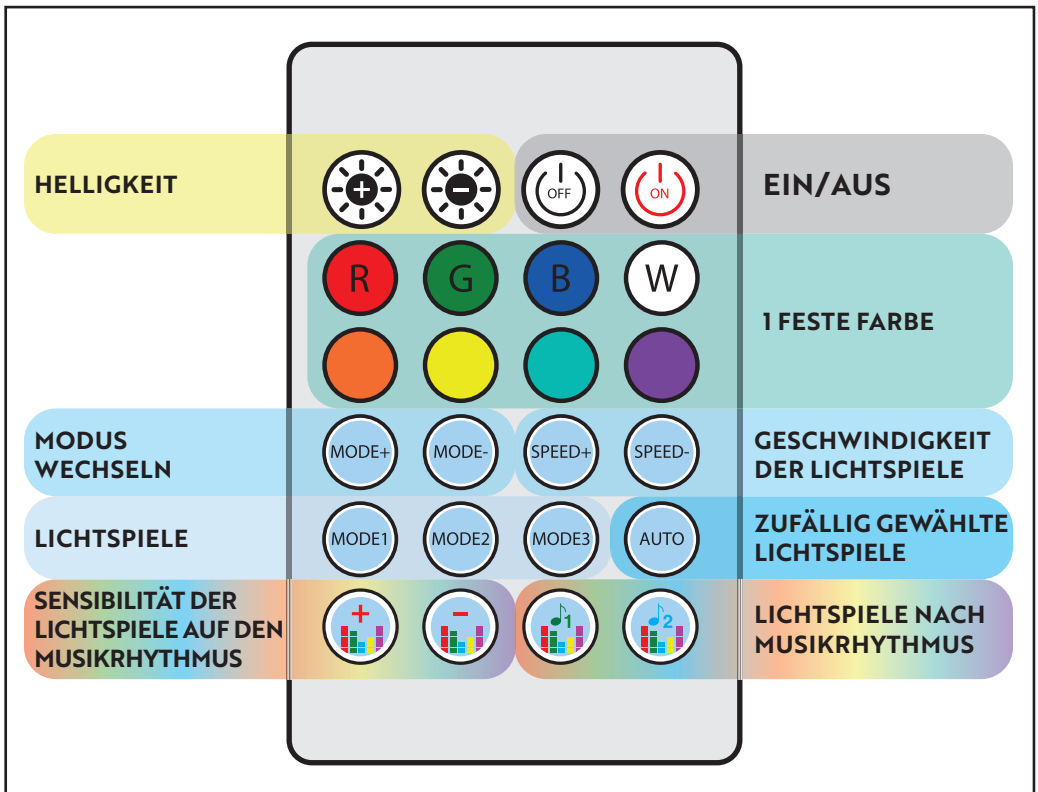 HELLIGKEIT
+ - OFF ON
EIN/AUS
R G B W
1 FESTE FARBE
MODUS
WECHSELN
MODE+ MODE- SPEED+ SPEED-
GESCHWINDIGKEIT
DER LICHTSPIELE
LICHTSPIELE
MODE1 MODE2 MODE3 AUTO
ZUFÄLLIG GEWÄHLTE
LICHTSPIELE
SENSIBILITÄT DER
LICHTSPIELE AUF DEN
MUSIKRHYTHMUS
+ - 1 2
LICHTSPIELE NACH
MUSIKRHYTHMUS